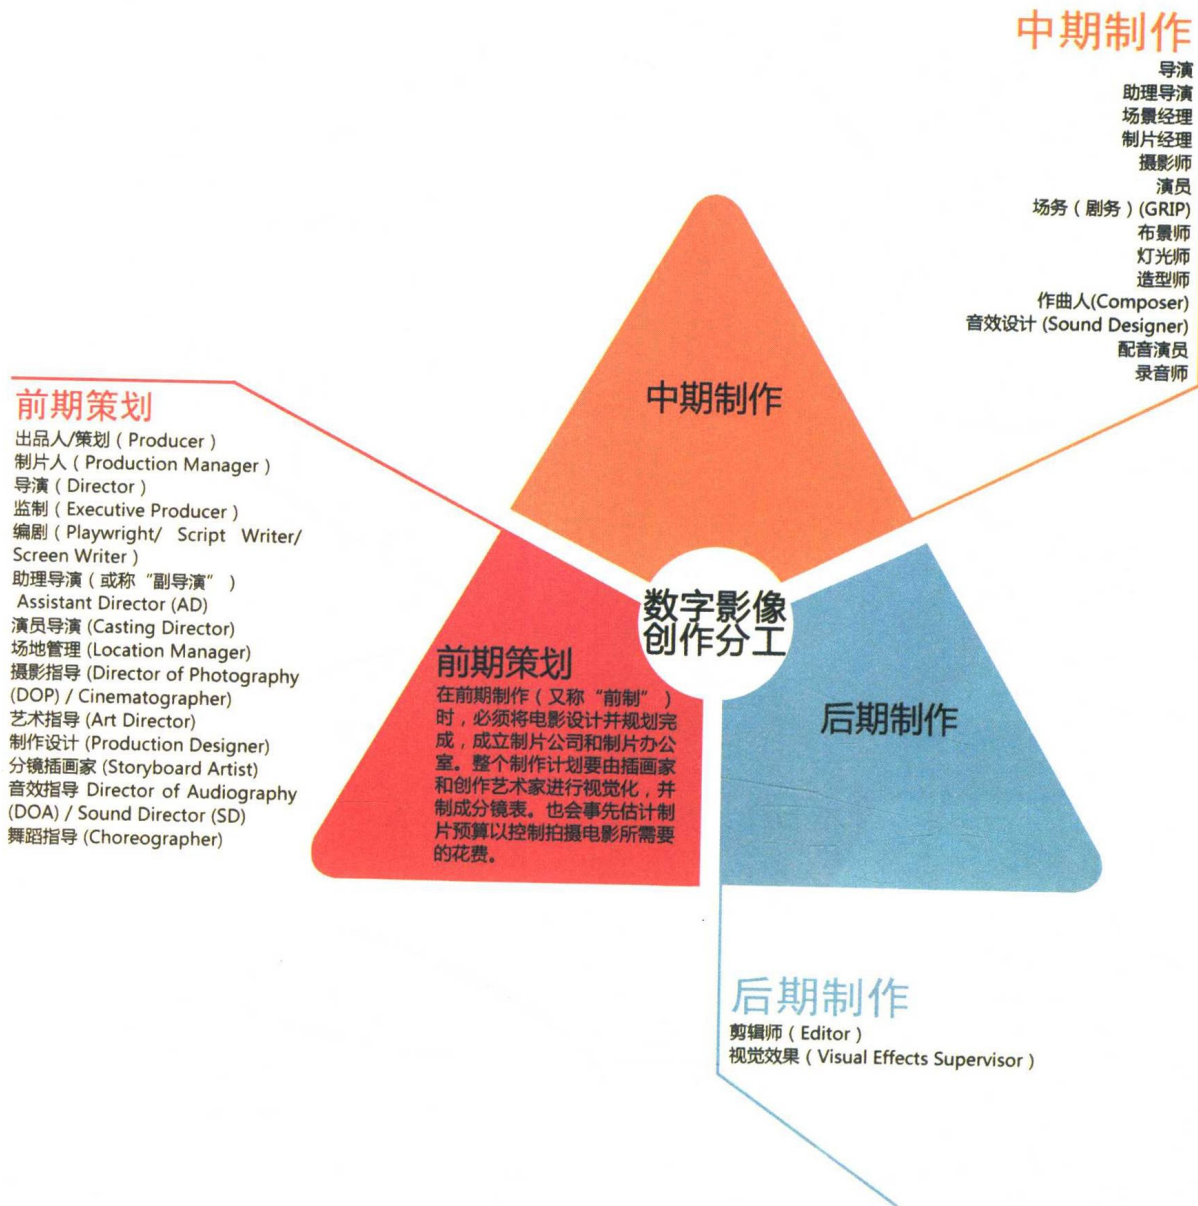 中期制作
导演
助理导演
场景经理
制片经理
摄影师
演员
场务（剧务）(GRIP)
布景师
灯光师
造型师
作曲人(Composer)
音效设计 (Sound Designer)
配音演员
录音师
前期策划
出品人/策划（Producer）
制片人（Production Manager）
导演（Director）
监制（Executive Producer）
编剧（Playwright/ Script Writer/
Screen Writer）
助理导演（或称“副导演”）
Assistant Director (AD)
演员导演 (Casting Director)
场地管理 (Location Manager)
摄影指导 (Director of Photography
(DOP) / Cinematographer)
艺术指导 (Art Director)
制作设计 (Production Designer)
分镜插画家 (Storyboard Artist)
音效指导 Director of Audiography
(DOA) / Sound Director (SD)
舞蹈指导 (Choreographer)
中期制作
数字影像
创作分工
前期策划
在前期制作（又称“前制”）
时，必须将电影设计并规划完
成，成立制片公司和制片办公
室。整个制作计划要由插画家
和创作艺术家进行视觉化，并
制成分镜表。也会事先估计制
片预算以控制拍摄电影所需要
的花费。
后期制作
后期制作
剪辑师（Editor）
视觉效果（Visual Effects Supervisor）